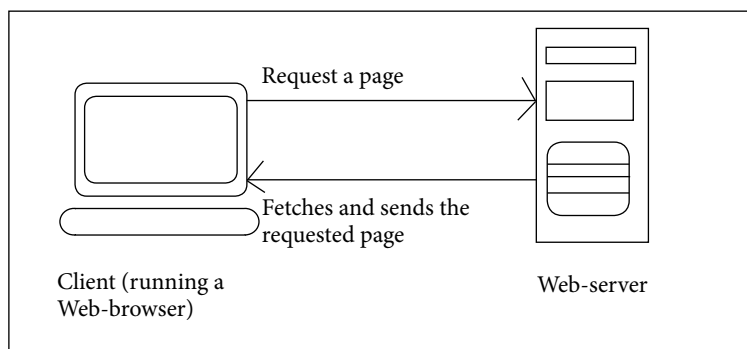 Request a page
Fetches and sends the
requested page
Client (running a
Web-browser)
Web-server